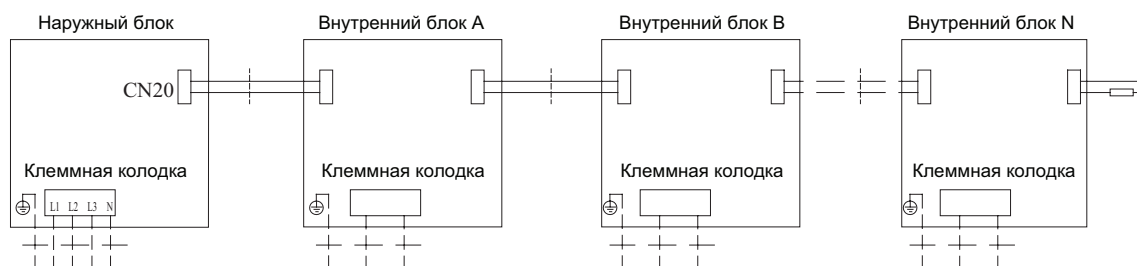 Наружный блок
Внутренний блок A
Внутренний блок B
Внутренний блок N
CN20
Клеммная колодка
Клеммная колодка
Клеммная колодка
Клеммная колодка
L1 L2 L3 N